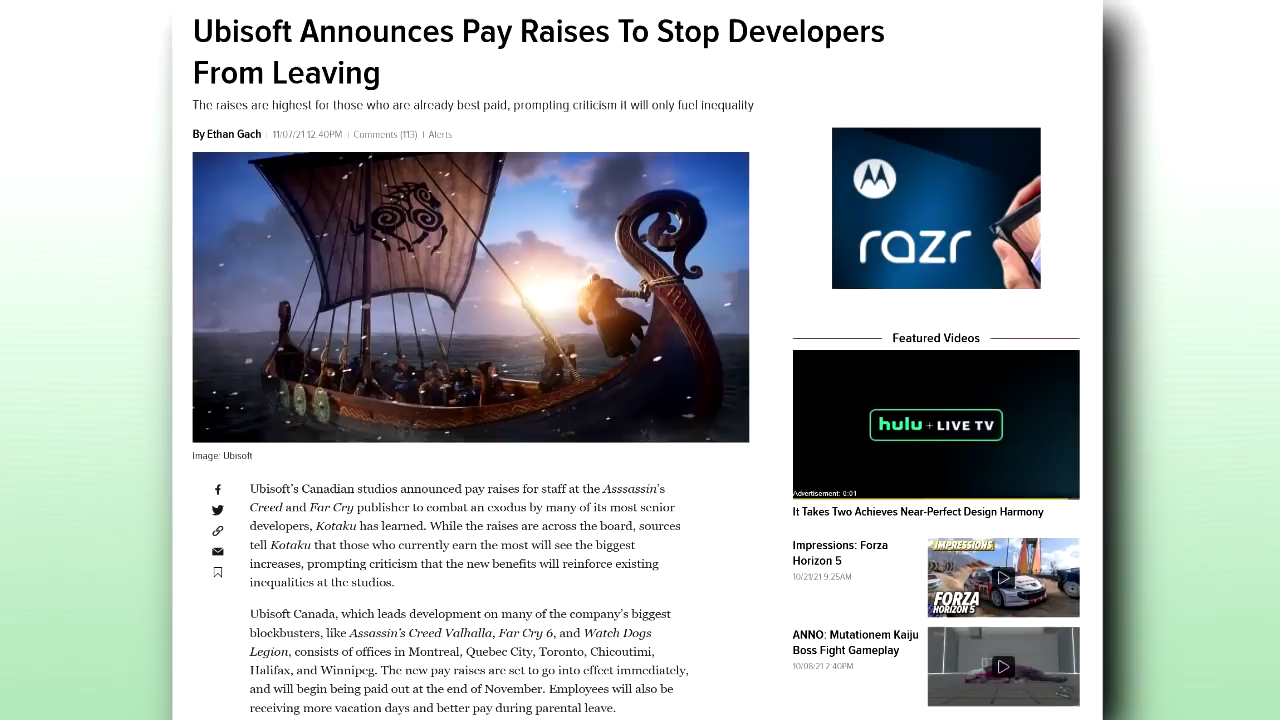 Ubisoft Announces Pay Raises To Stop Developers
From Leaving
The raises are highest for those who are already best paid, prompting criticism it will only fuel inequality
By Ethan Gach | 11/07/21 12:40PM | Comments (113) | Alerts
Image: Ubisoft
Ubisoft's Canadian studios announced pay raises for staff at the Asssassin's
Creed and Far Cry publisher to combat an exodus by many of its most senior
developers, Kotaku has learned. While the raises are across the board, sources
tell Kotaku that those who currently earn the most will see the biggest
increases, prompting criticism that the new benefits will reinforce existing
inequalities at the studios.
Ubisoft Canada, which leads development on many of the company's biggest
blockbusters, like Assassin's Creed Valhalla, Far Cry 6, and Watch Dogs
Legion, consists of offices in Montreal, Quebec City, Toronto, Chicoutimi,
Halifax, and Winnipeg. The new pay raises are set to go into effect immediately,
and will begin being paid out at the end of November. Employees will also be
receiving more vacation days and better pay during parental leave.
razr
Featured Videos
hulu + LIVE TV
Advertisement: 0:01
It Takes Two Achieves Near-Perfect Design Harmony
Impressions: Forza
Horizon 5
10/21/21 9:25AM
IMPRESSIONS
FORZA
HORIZON 5
ANNO: Mutationem Kaiju
Boss Fight Gameplay
10/08/21 2:40PM